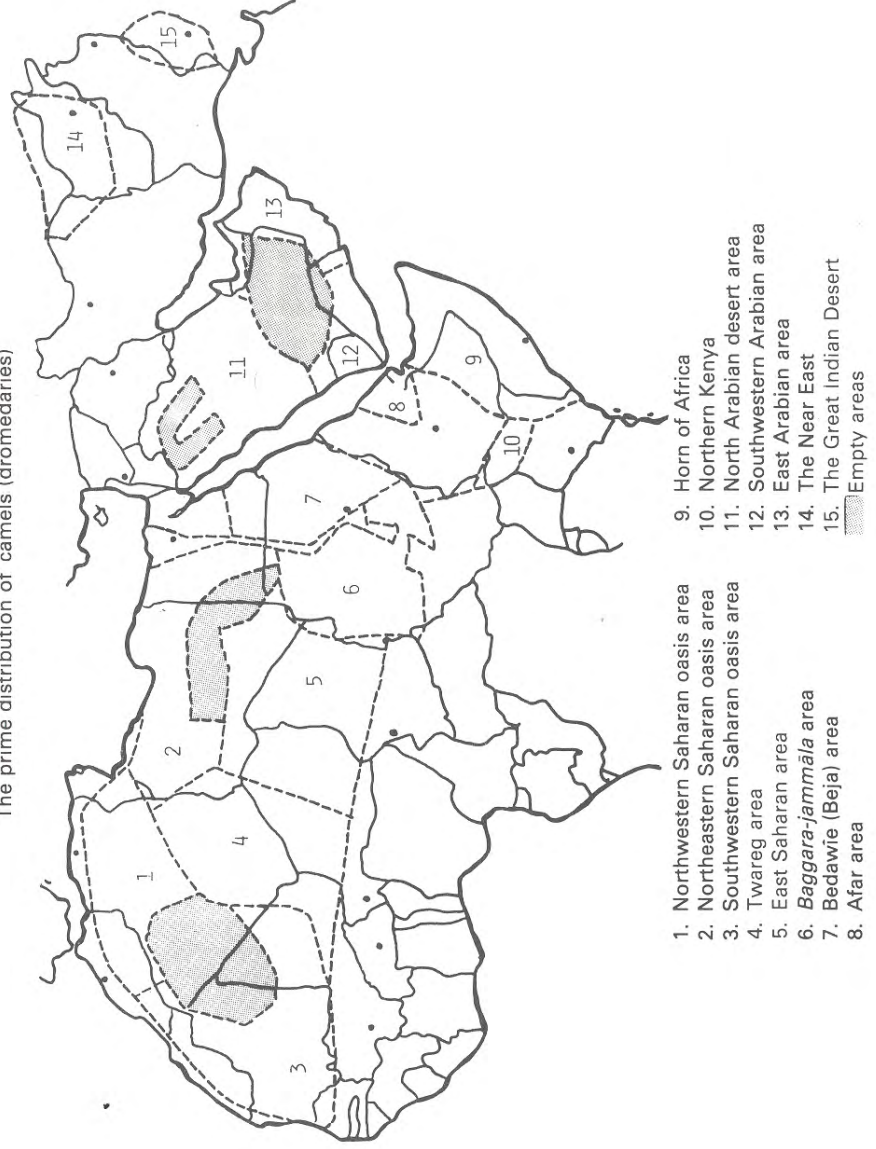 The prime distribution of camels (dromedaries)
1
2
3
4
5
6
7
8
9
10
11
12
13
14
15
1. Northwestern Saharan oasis area
2. Northeastern Saharan oasis area
3. Southwestern Saharan oasis area
4. Twareg area
5. East Saharan area
6. Baggara-jammāla area
7. Bedawîe (Beja) area
8. Afar area
9. Horn of Africa
10. Northern Kenya
11. North Arabian desert area
12. Southwestern Arabian area
13. East Arabian area
14. The Near East
15. The Great Indian Desert
Empty areas